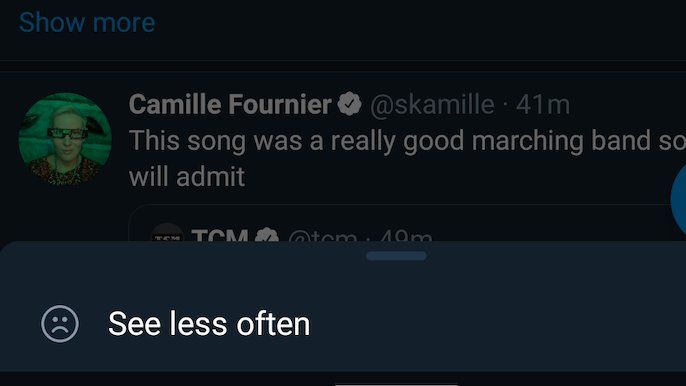 Show more
Camille Fournier @skamille · 41m
This song was a really good marching band so
will admit
TCM @tcm · 49m
See less often